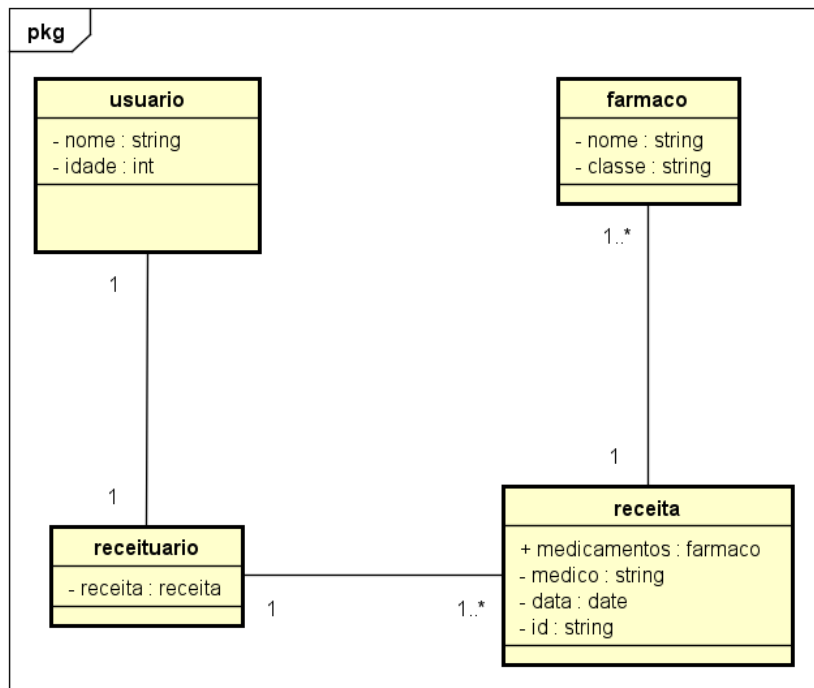 pkg
usuario
- nome : string
- idade : int
farmaco
- nome : string
- classe : string
1
1..*
1
1
receituario
- receita : receita
1
1..*
receita
+ medicamentos : farmaco
- medico : string
- data : date
- id : string